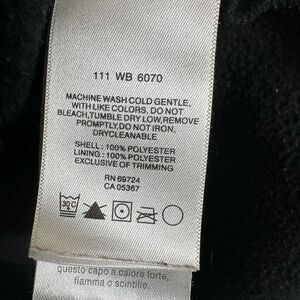 111 WB 6070
MACHINE WASH COLD GENTLE,
WITH LIKE COLORS. DO NOT
BLEACH,TUMBLE DRY LOW,REMOVE
PROMPTLY,DO NOT IRON.
DRYCLEANABLE
SHELL : 100% POLYESTER
LINING : 100% POLYESTER
EXCLUSIVE OF TRIMMING
RN 69724
CA 05367
30C
questo capo a calore forte,
fiamma o scintille.